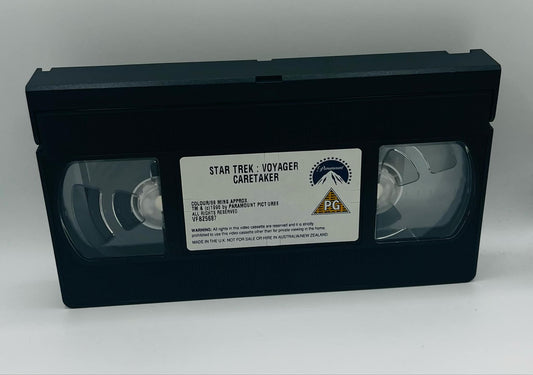 STAR TREK : VOYAGER
CARETAKER
Paramount
COLOUR/88 MINS APPROX
TM & (c)1995 by PARAMOUNT PICTURES
ALL RIGHTS RESERVED
VFB25687
PG
WARNING: All rights in this video cassette are reserved and it is strictly
prohibited to use this video cassette other than for private viewing in the home.
MADE IN THE U.K. NOT FOR SALE OR HIRE IN AUSTRALIA/NEW ZEALAND.